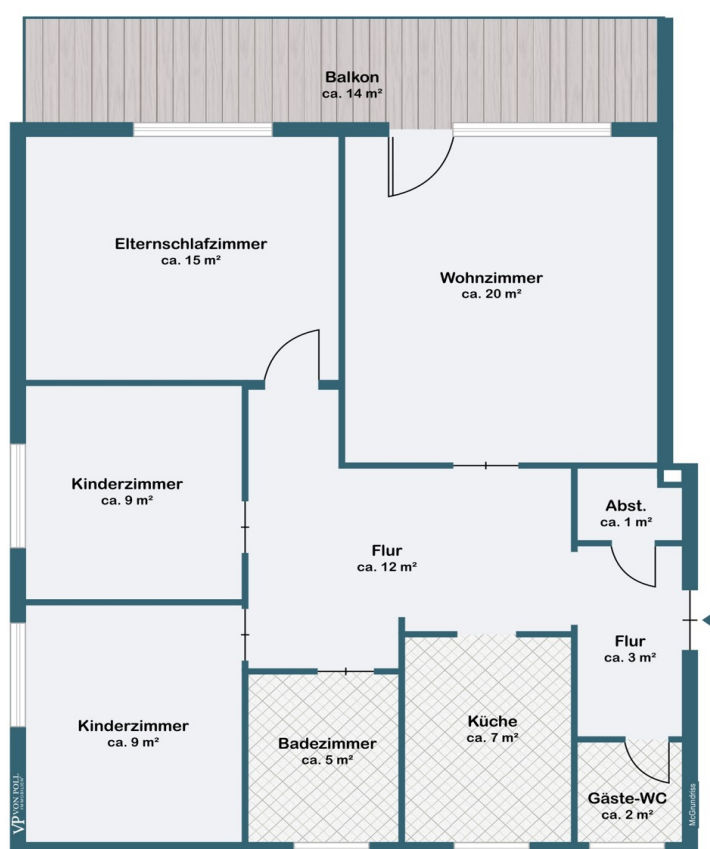 Balkon
ca. 14 m²
Elternschlafzimmer
ca. 15 m²
Wohnzimmer
ca. 20 m²
Kinderzimmer
ca. 9 m²
Abst.
ca. 1 m²
Flur
ca. 12 m²
Flur
ca. 3 m²
Kinderzimmer
ca. 9 m²
Badezimmer
ca. 5 m²
Küche
ca. 7 m²
Gäste-WC
ca. 2 m²
VP VON POLL
IMMOBILIEN
McGrundriss